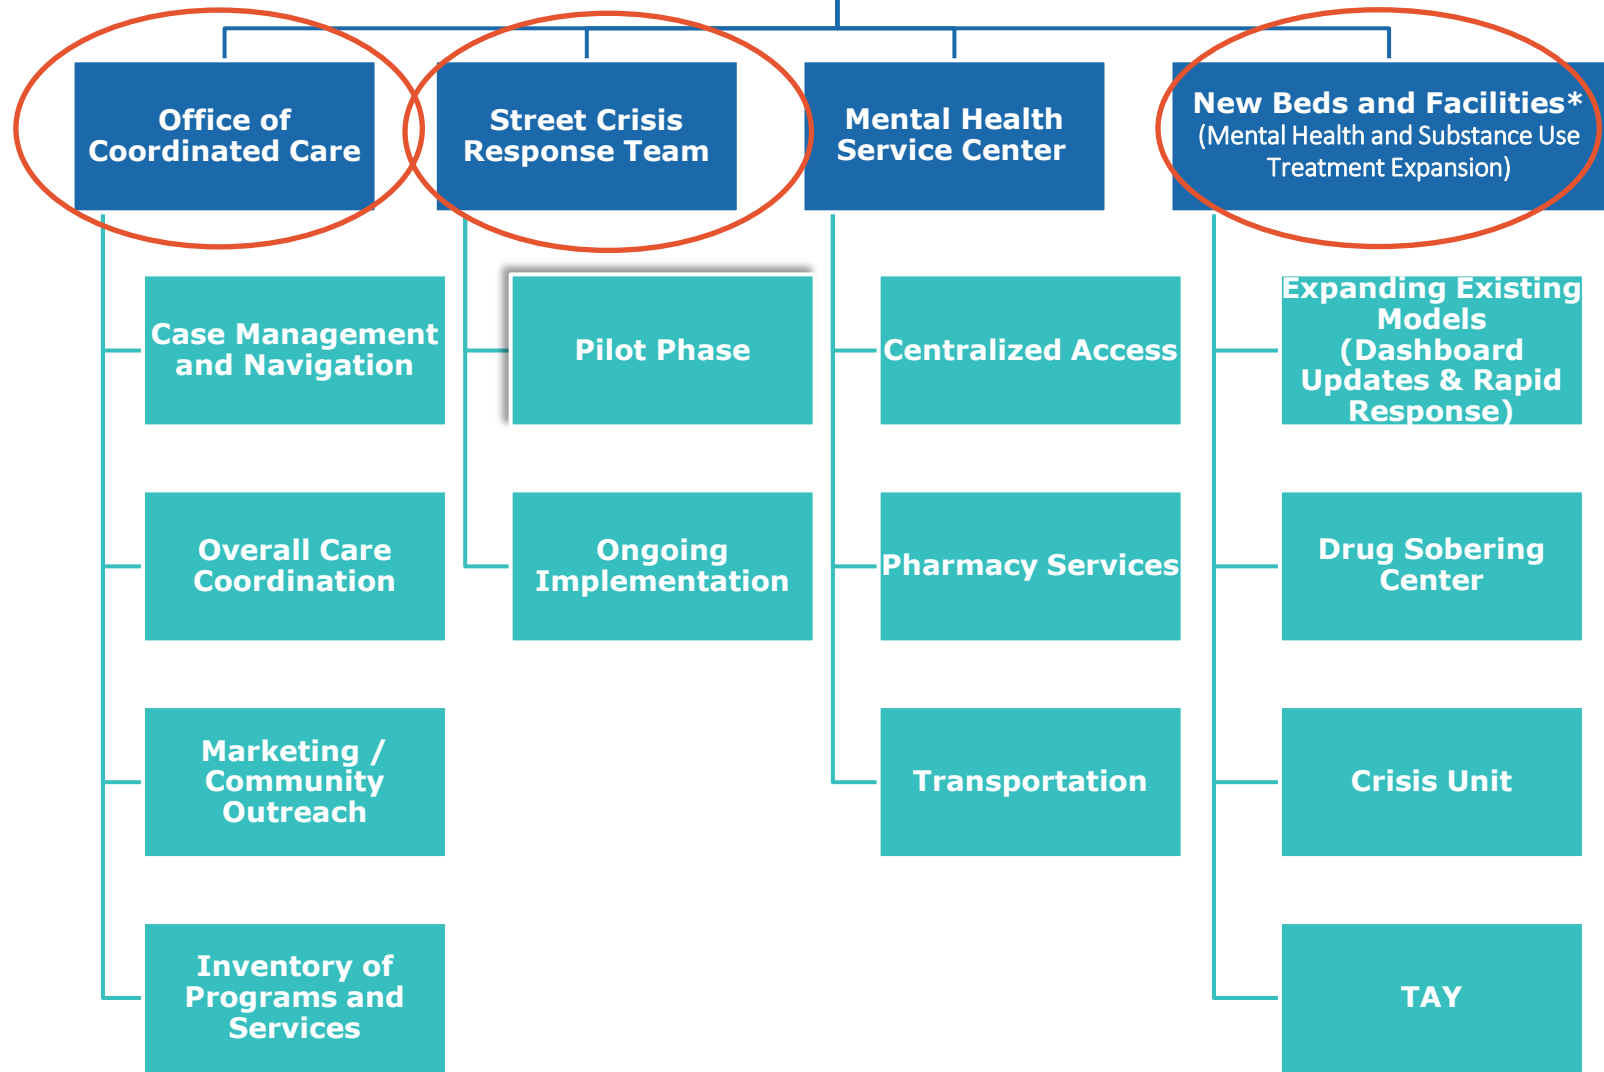 Office of
Coordinated Care
Street Crisis
Response Team
Mental Health
Service Center
New Beds and Facilities*
(Mental Health and Substance Use
Treatment Expansion)
Case Management
and Navigation
Overall Care
Coordination
Marketing /
Community
Outreach
Inventory of
Programs and
Services
Pilot Phase
Ongoing
Implementation
Centralized Access
Pharmacy Services
Transportation
Expanding Existing
Models
(Dashboard
Updates & Rapid
Response)
Drug Sobering
Center
Crisis Unit
TAY